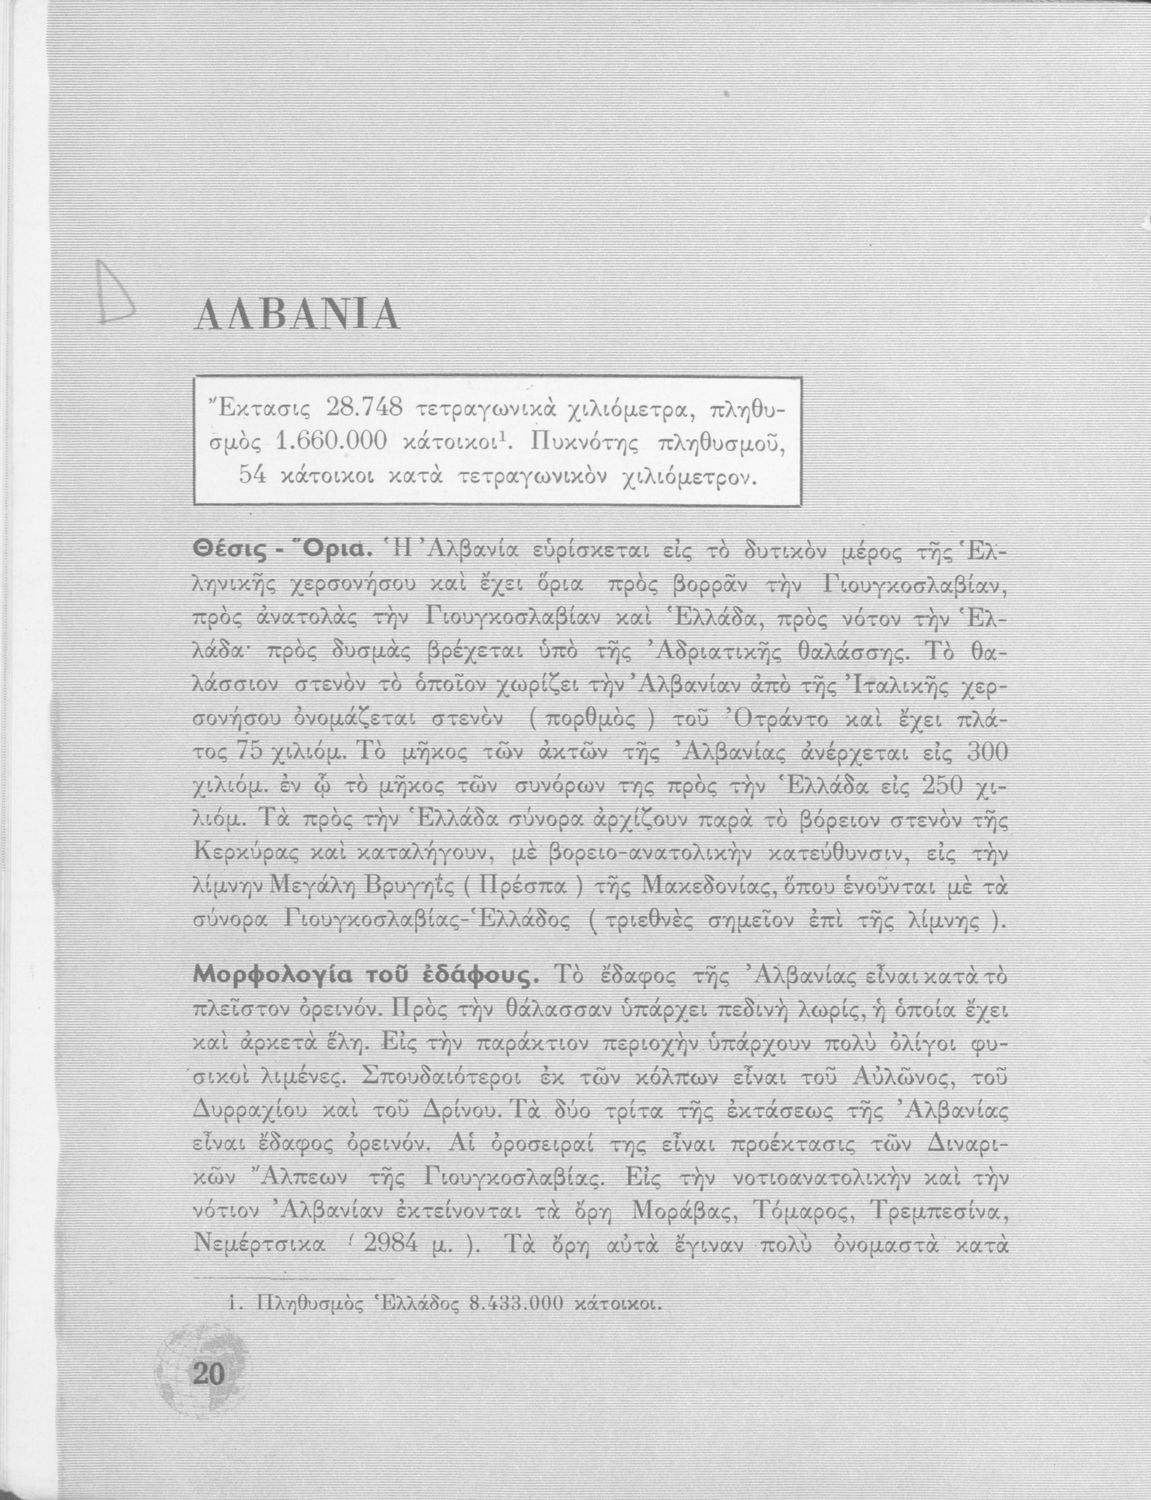 ΑΛΒΑΝΙΑ
Ἔκτασις 28.748 τετραγωνικὰ χιλιόμετρα, πληθυ-
σμὸς 1.660.000 κάτοικοι¹. Πυκνότης πληθυσμοῦ,
54 κάτοικοι κατὰ τετραγωνικὸν χιλιόμετρον.
Θέσις - Ὅρια. Ἡ Ἀλβανία εὑρίσκεται εἰς τὸ δυτικὸν μέρος τῆς Ἑλ-
ληνικῆς χερσονήσου καὶ ἔχει ὅρια πρὸς βορρᾶν τὴν Γιουγκοσλαβίαν,
πρὸς ἀνατολὰς τὴν Γιουγκοσλαβίαν καὶ Ἑλλάδα, πρὸς νότον τὴν Ἑλ-
λάδα· πρὸς δυσμὰς βρέχεται ὑπὸ τῆς Ἀδριατικῆς θαλάσσης. Τὸ θα-
λάσσιον στενὸν τὸ ὁποῖον χωρίζει τὴν Ἀλβανίαν ἀπὸ τῆς Ἰταλικῆς χερ-
σονήσου ὀνομάζεται στενὸν ( πορθμὸς ) τοῦ Ὀτράντο καὶ ἔχει πλά-
τος 75 χιλιόμ. Τὸ μῆκος τῶν ἀκτῶν τῆς Ἀλβανίας ἀνέρχεται εἰς 300
χιλιόμ. ἐν ᾧ τὸ μῆκος τῶν συνόρων της πρὸς τὴν Ἑλλάδα εἰς 250 χι-
λιόμ. Τὰ πρὸς τὴν Ἑλλάδα σύνορα ἀρχίζουν παρὰ τὸ βόρειον στενὸν τῆς
Κερκύρας καὶ καταλήγουν, μὲ βορειο-ανατολικὴν κατεύθυνσιν, εἰς τὴν
λίμνην Μεγάλη Βρυγηῒς ( Πρέσπα ) τῆς Μακεδονίας, ὅπου ἑνοῦνται μὲ τὰ
σύνορα Γιουγκοσλαβίας-Ἑλλάδος ( τριεθνὲς σημεῖον ἐπὶ τῆς λίμνης ).
Μορφολογία τοῦ ἐδάφους. Τὸ ἔδαφος τῆς Ἀλβανίας εἶναι κατὰ τὸ
πλεῖστον ὀρεινόν. Πρὸς τὴν θάλασσαν ὑπάρχει πεδινὴ λωρίς, ἡ ὁποία ἔχει
καὶ ἀρκετὰ ἕλη. Εἰς τὴν παράκτιον περιοχὴν ὑπάρχουν πολὺ ὀλίγοι φυ-
σικοὶ λιμένες. Σπουδαιότεροι ἐκ τῶν κόλπων εἶναι τοῦ Αὐλῶνος, τοῦ
Δυρραχίου καὶ τοῦ Δρίνου. Τὰ δύο τρίτα τῆς ἐκτάσεως τῆς Ἀλβανίας
εἶναι ἔδαφος ὀρεινόν. Αἱ ὀροσειραί της εἶναι προέκτασις τῶν Διναρι-
κῶν Ἄλπεων τῆς Γιουγκοσλαβίας. Εἰς τὴν νοτιοανατολικὴν καὶ τὴν
νότιον Ἀλβανίαν ἐκτείνονται τὰ ὄρη Μοράβας, Τόμαρος, Τρεμπεσίνα,
Νεμέρτσικα ( 2984 μ. ). Τὰ ὄρη αὐτὰ ἔγιναν πολὺ ὀνομαστὰ κατὰ
1. Πληθυσμὸς Ἑλλάδος 8.433.000 κάτοικοι.
20